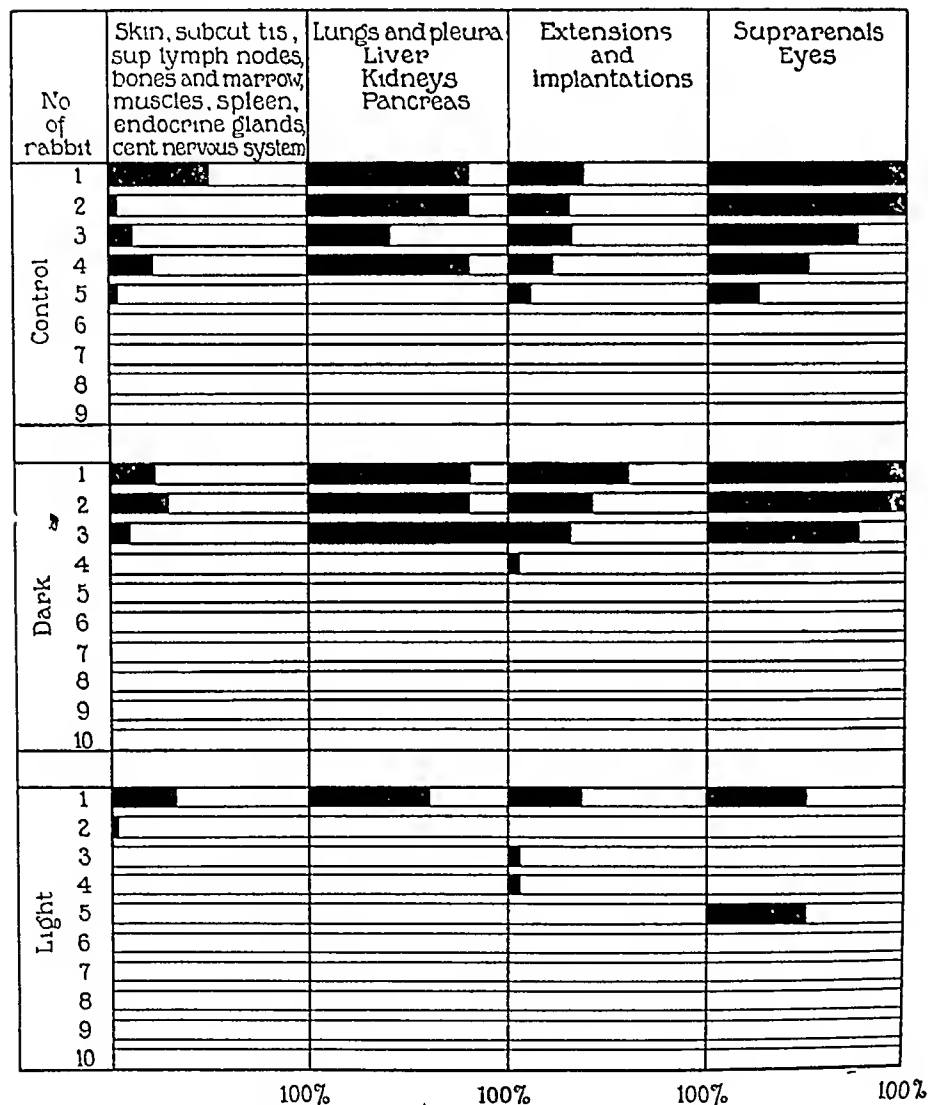 No
of
rabbit
Skin, subcut tis,
sup lymph nodes,
bones and marrow,
muscles, spleen,
endocrine glands,
cent nervous system
Lungs and pleura
Liver
Kidneys
Pancreas
Extensions
and
implantations
Suprarenals
Eyes
Control
1
2
3
4
5
6
7
8
9
Dark
1
2
3
4
5
6
7
8
9
10
Light
1
2
3
4
5
6
7
8
9
10
100% 100% 100% 100%